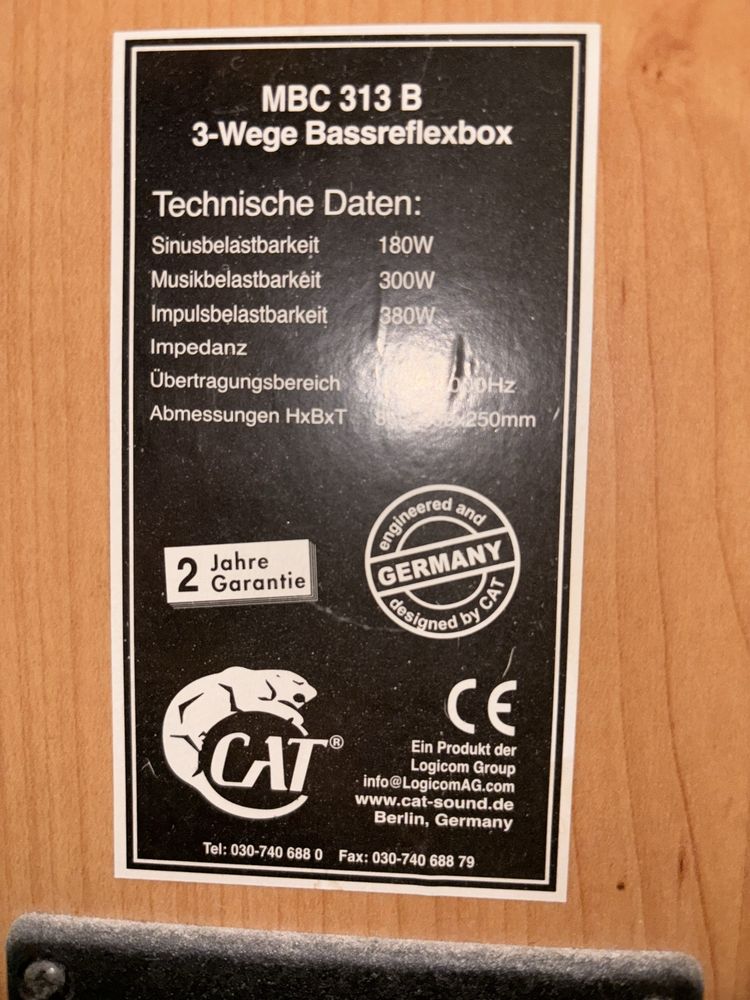 MBC 313 B
3-Wege Bassreflexbox
Technische Daten:
Sinusbelastbarkeit 180W
Musikbelastbarkeit 300W
Impulsbelastbarkeit 380W
Impedanz
Übertragungsbereich
Abmessungen HxBxT
2 Jahre
Garantie
engineered and
GERMANY
designed by CAT
CAT®
CE
Ein Produkt der
Logicom Group
info@LogicomAG.com
www.cat-sound.de
Berlin, Germany
Tel: 030-740 688 0 Fax: 030-740 688 79